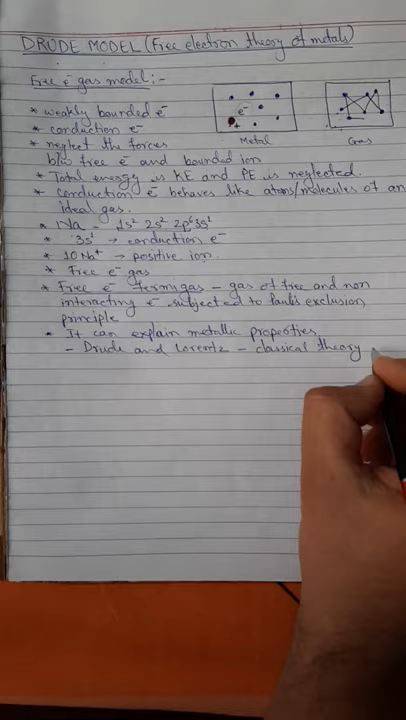 DRUDE MODEL (Free electron theory of metals)
Free e⁻ gas model:-
* weakly bounded e⁻
* conduction e⁻
* neglect the forces
b/w free e⁻ and bounded ion
e⁻
+
Metal
Gas
* Total energy is KE and PE is neglected.
* Conduction e⁻ behaves like atoms/molecules of an
ideal gas.
* Na - 1s² 2s² 2p⁶ 3s¹
* 3s¹ → conduction e⁻
* Na⁺ → positive ion.
* Free e⁻ gas
* Free e⁻ fermigas - gas of free and non
interacting e⁻ subjected to Pauli's exclusion
principle
* It can explain metallic properties
- Drude and Lorentz - classical theory